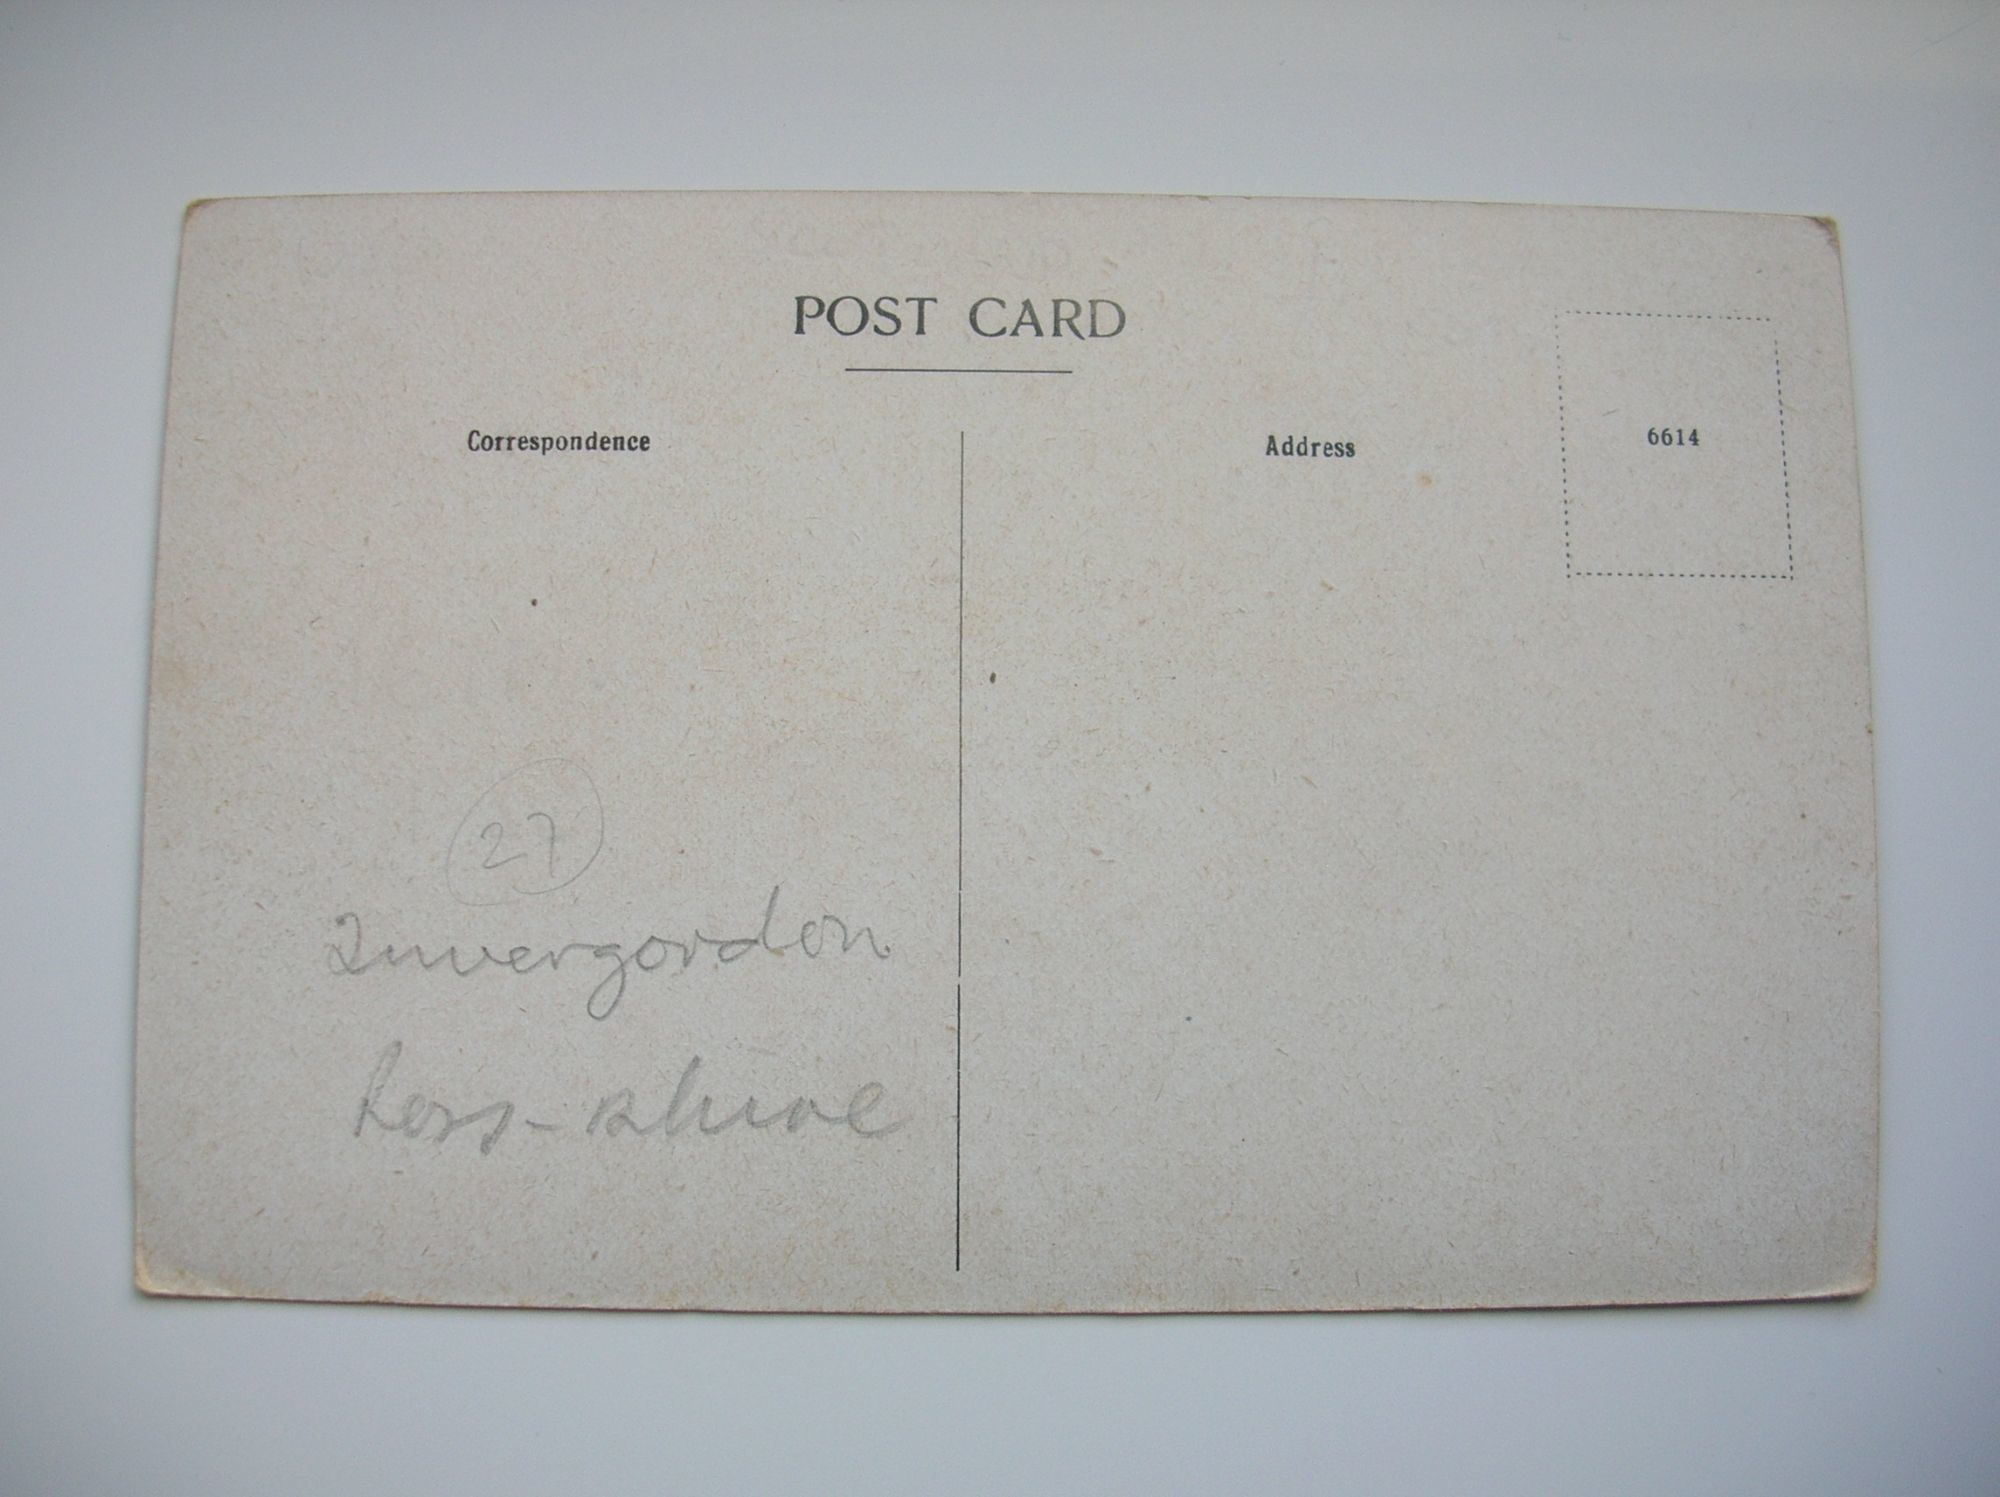 POST CARD
Correspondence
Address
6614
27
Invergordon
Ross-shire